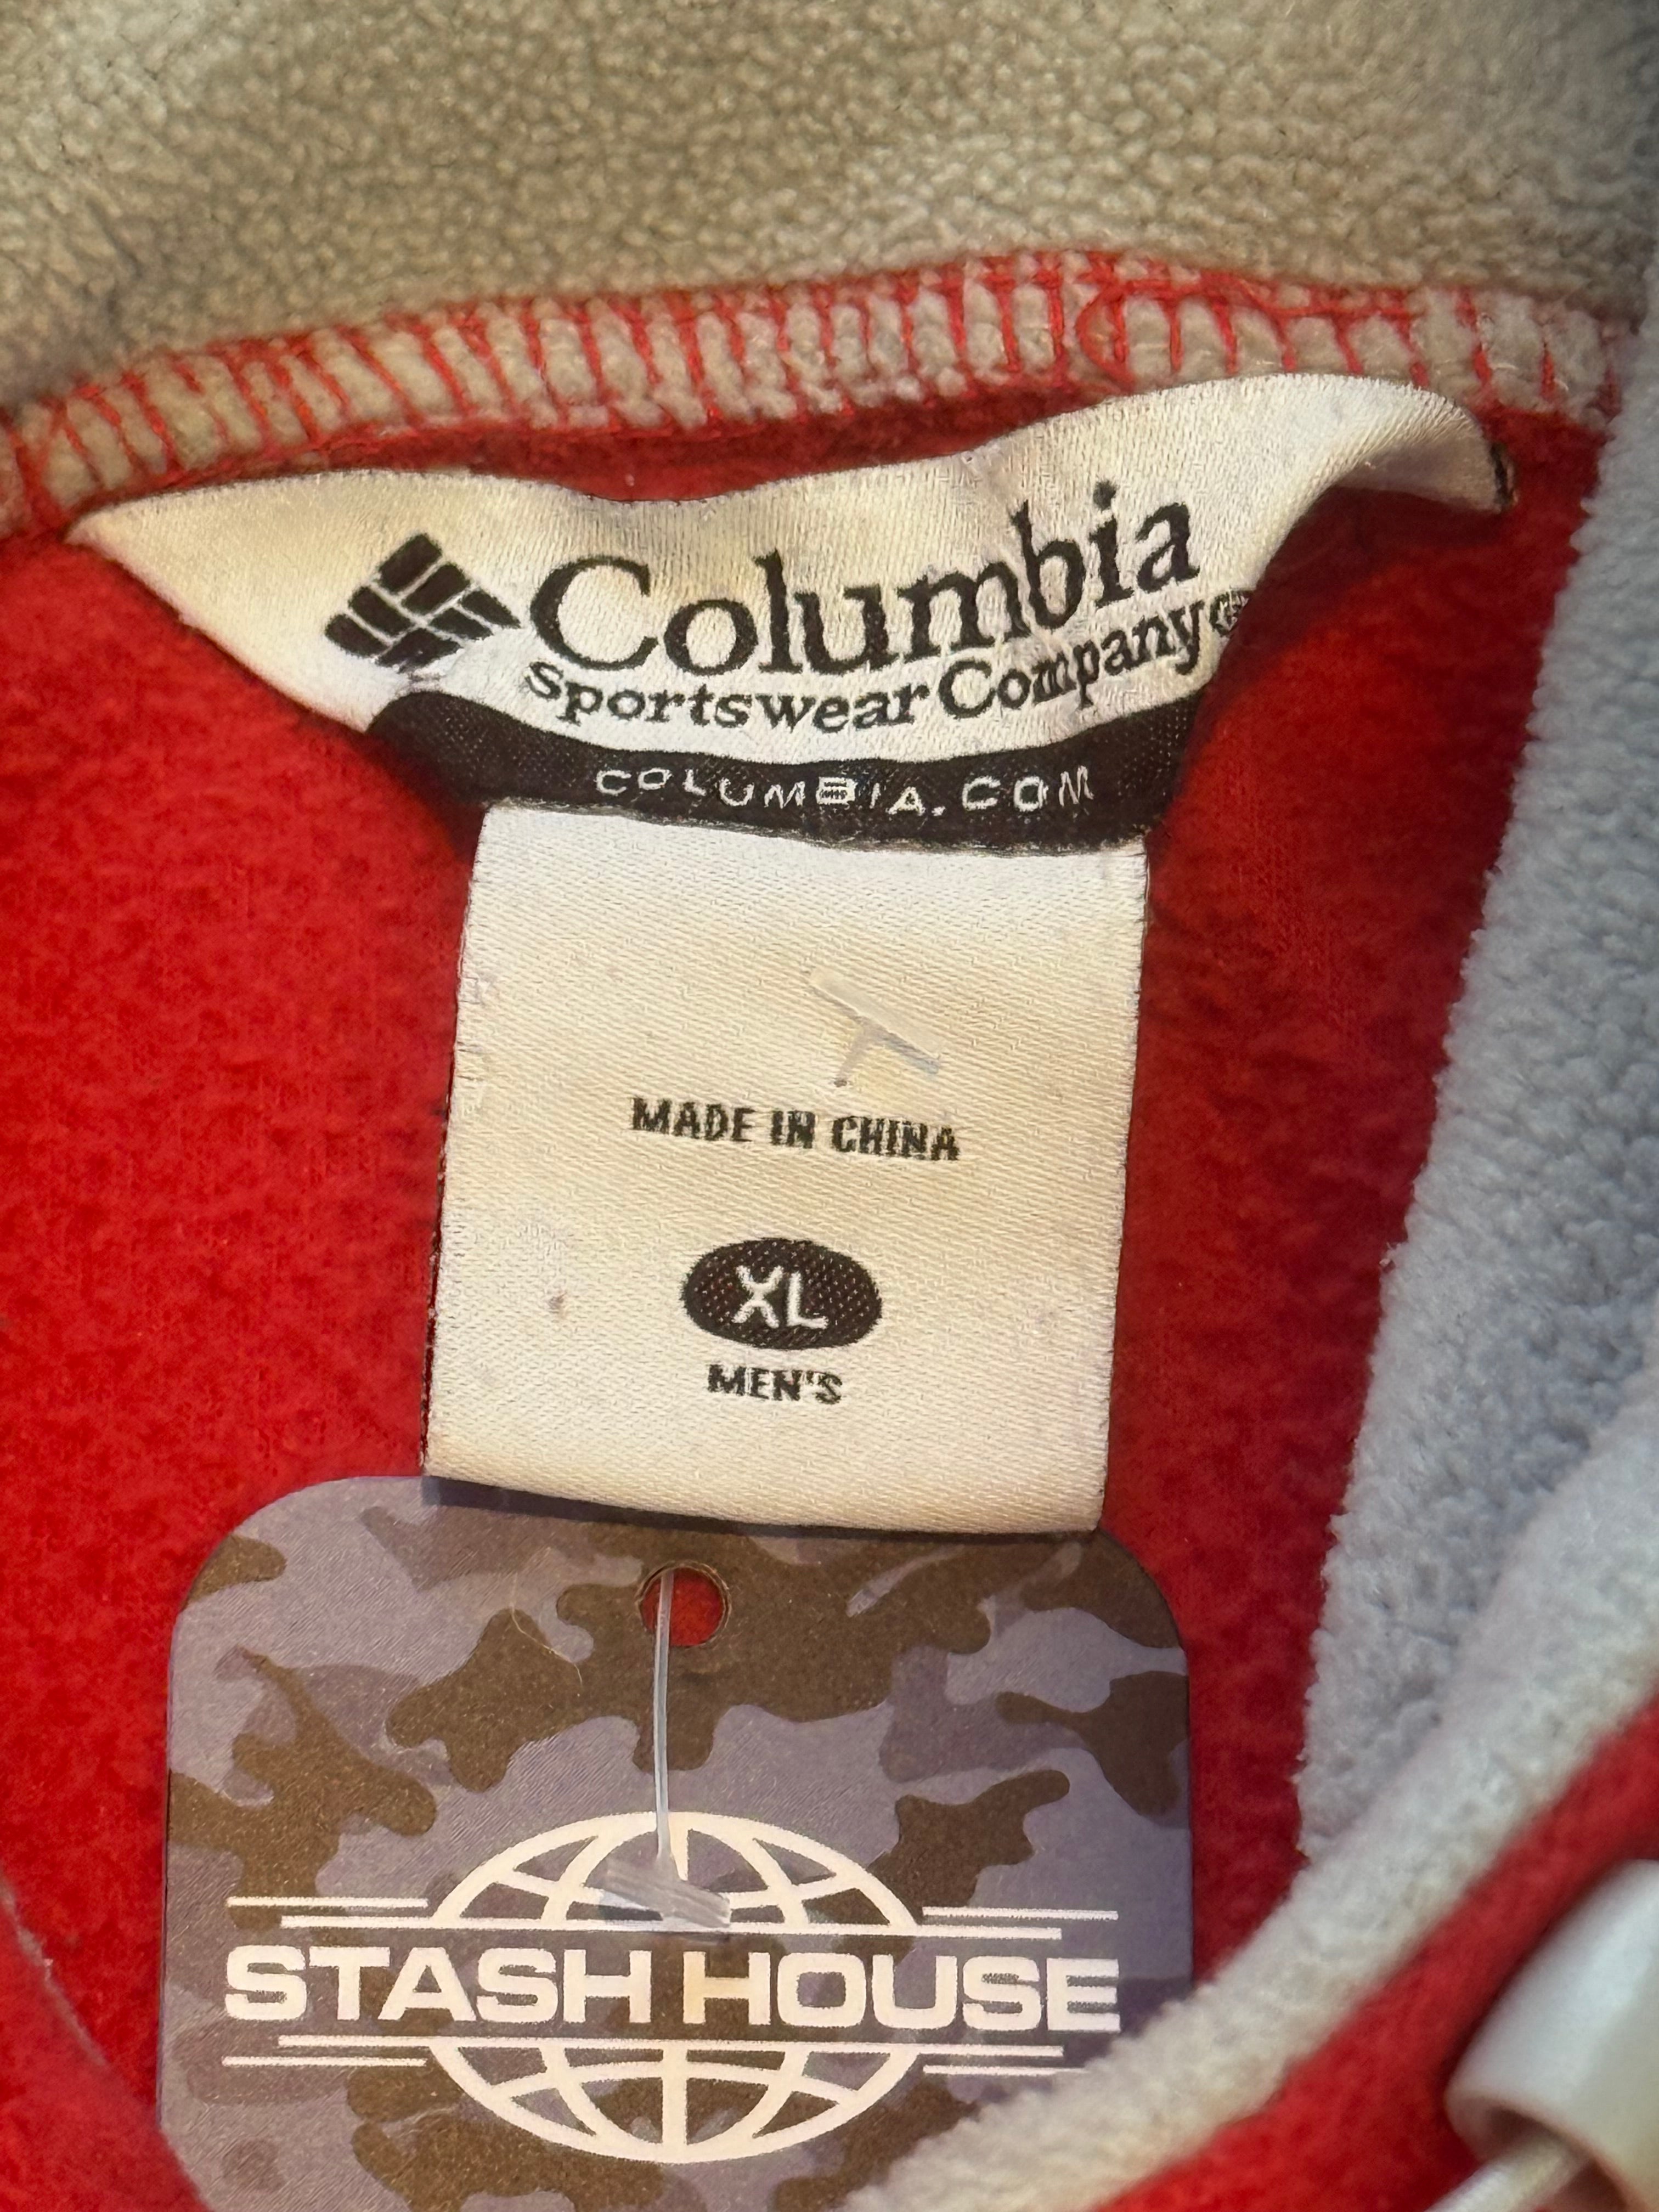 Columbia
Sportswear Company®
COLUMBIA.COM
MADE IN CHINA
XL
MEN'S
STASH HOUSE